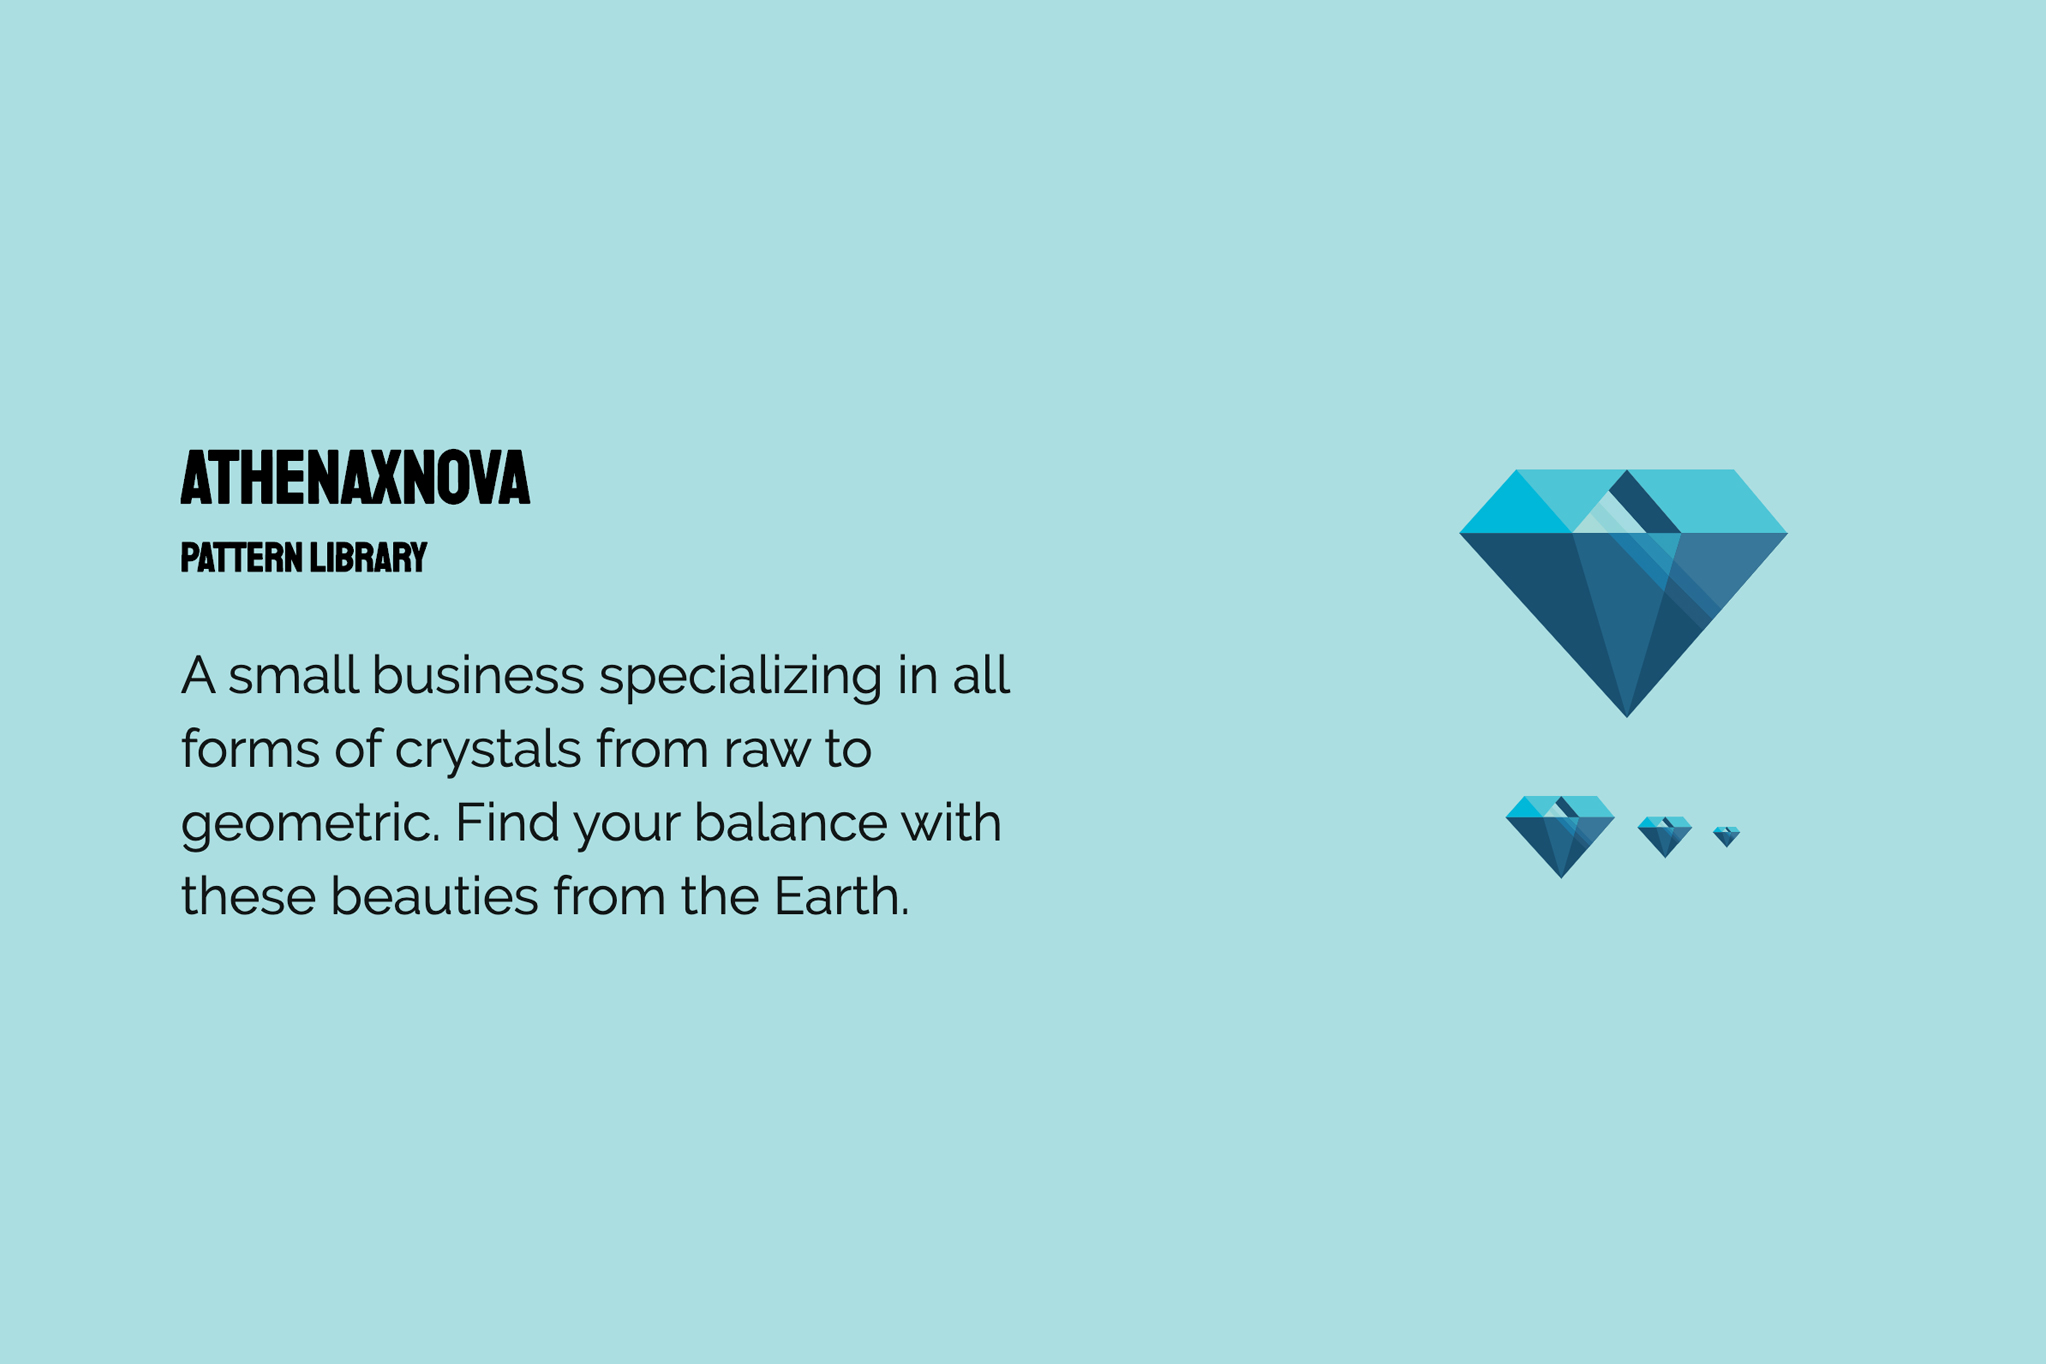 ATHENAXNOVA
PATTERN LIBRARY
A small business specializing in all
forms of crystals from raw to
geometric. Find your balance with
these beauties from the Earth.